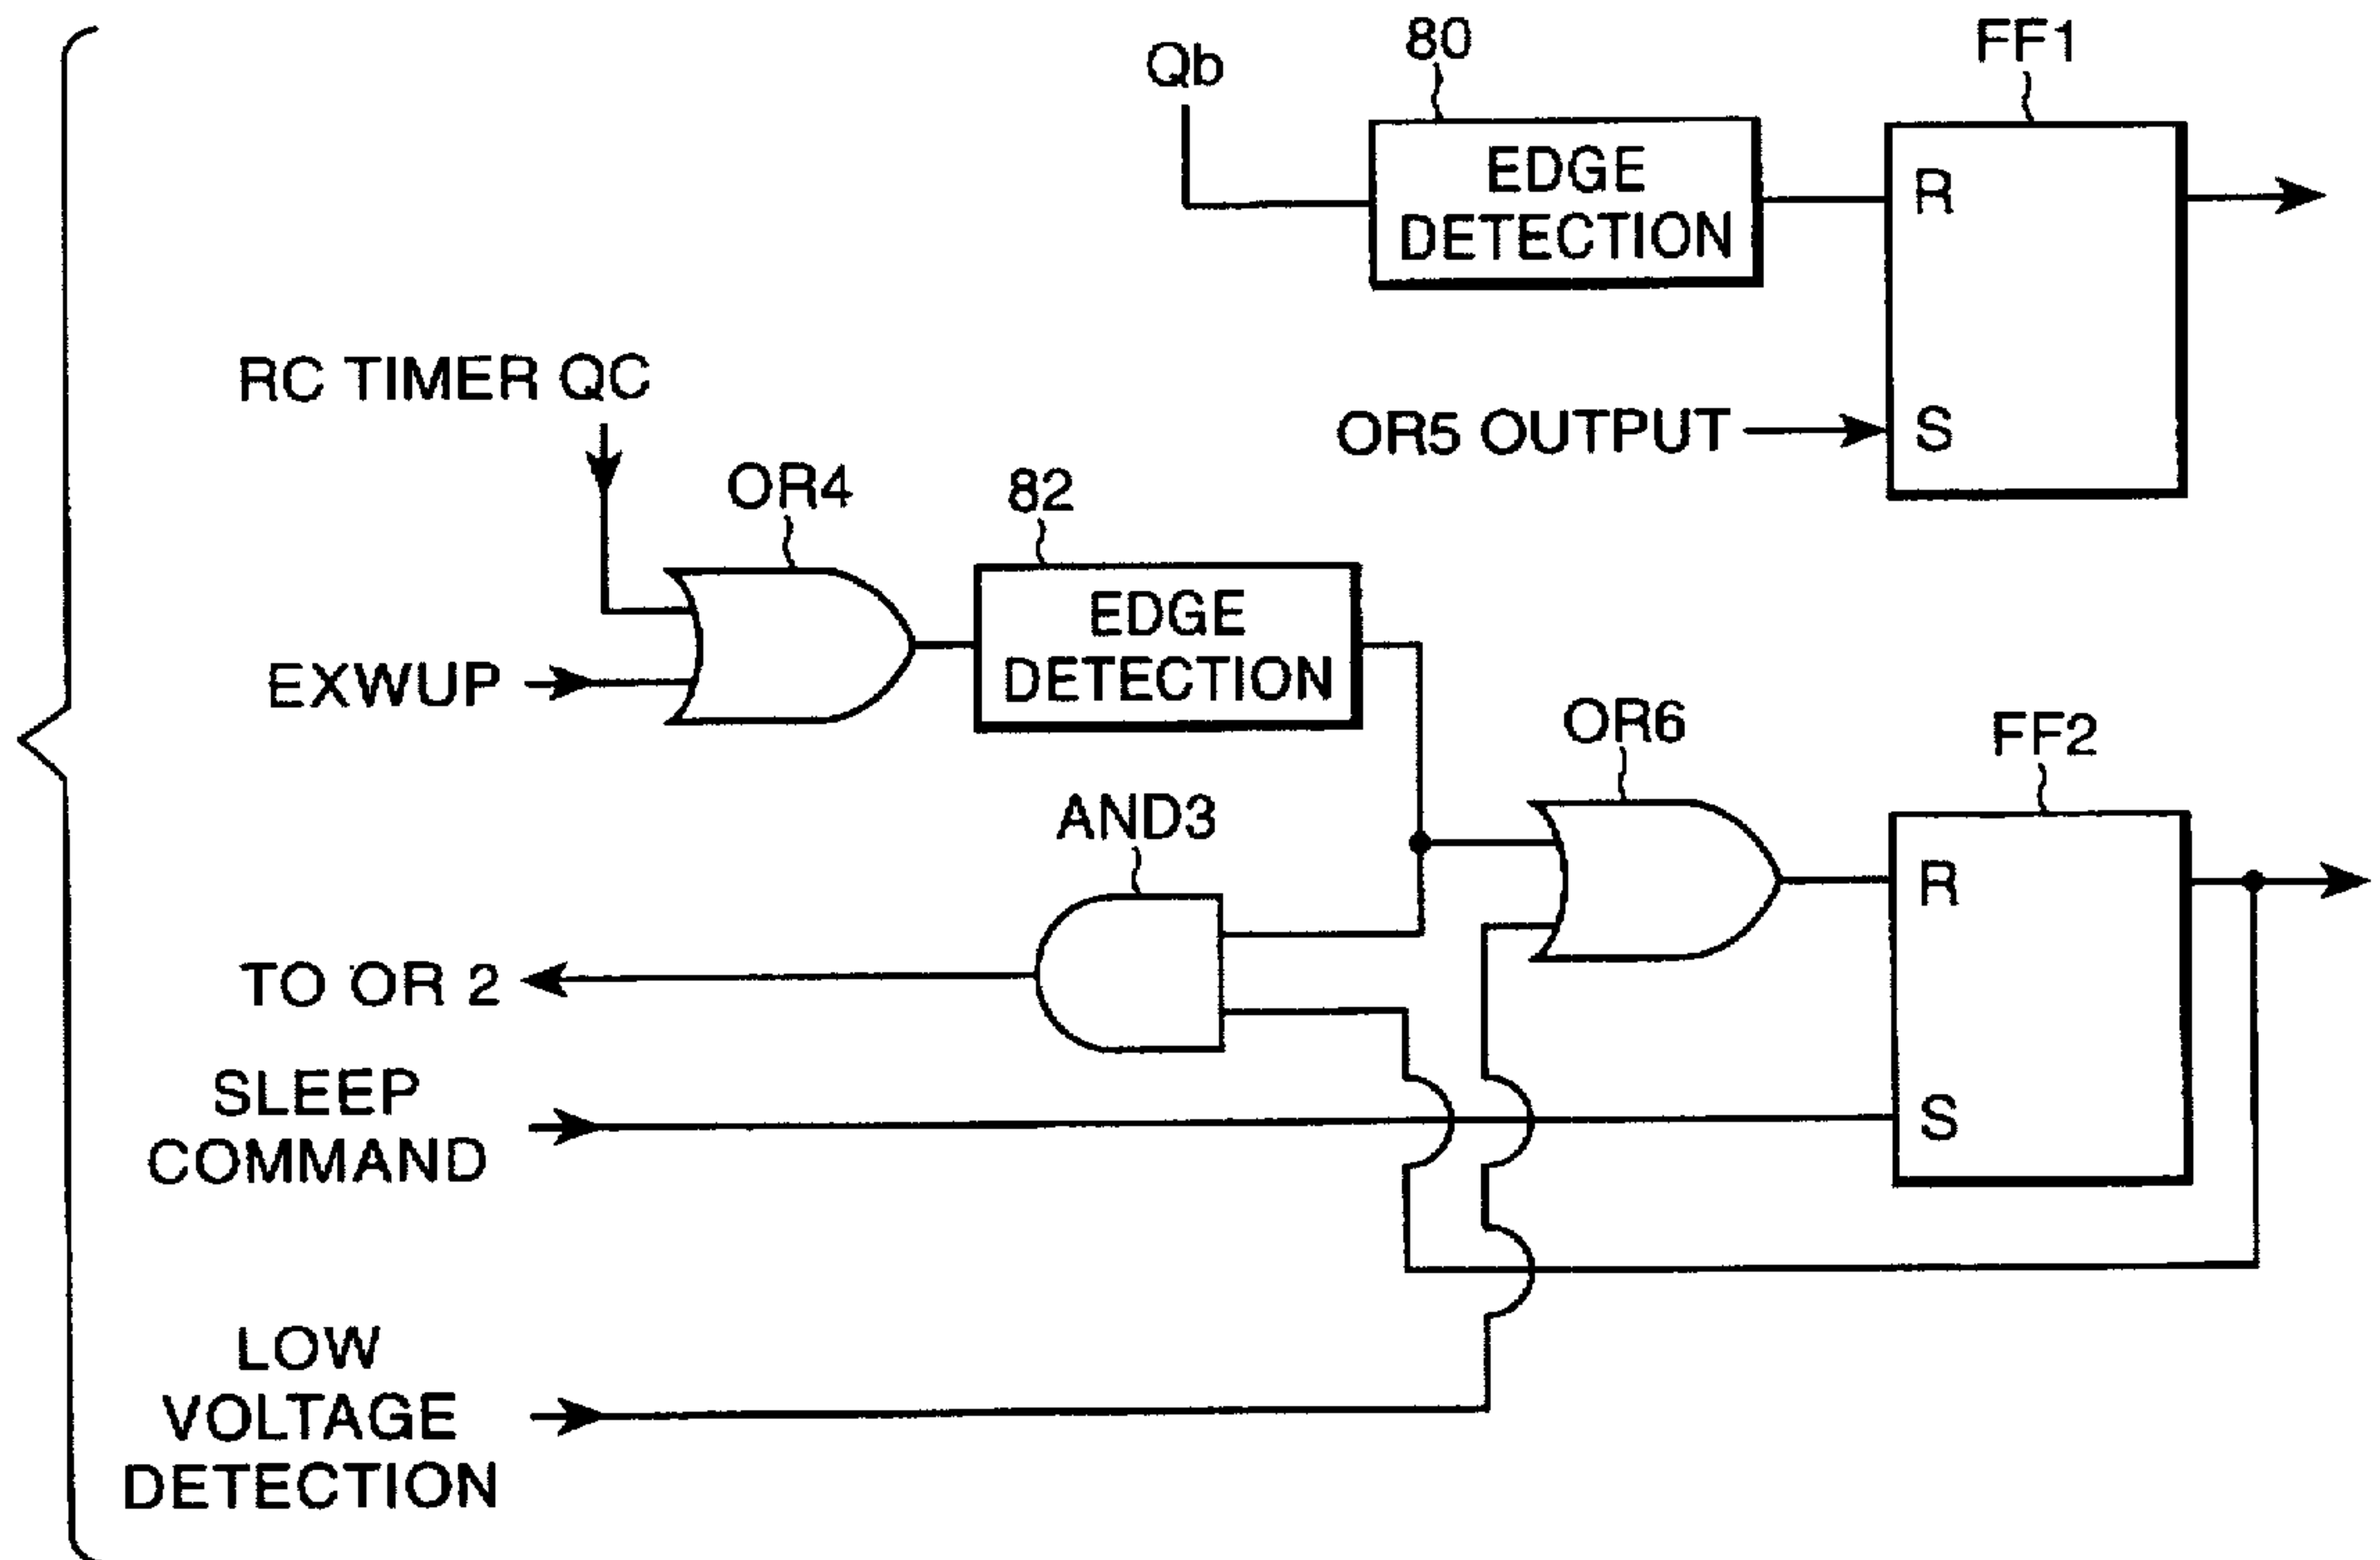 Qb
80
FF1
EDGE
DETECTION
R
RC TIMER QC
OR5 OUTPUT
S
OR4
82
EDGE
DETECTION
EXWUP
OR6
FF2
AND3
R
TO OR 2
SLEEP
COMMAND
S
LOW
VOLTAGE
DETECTION